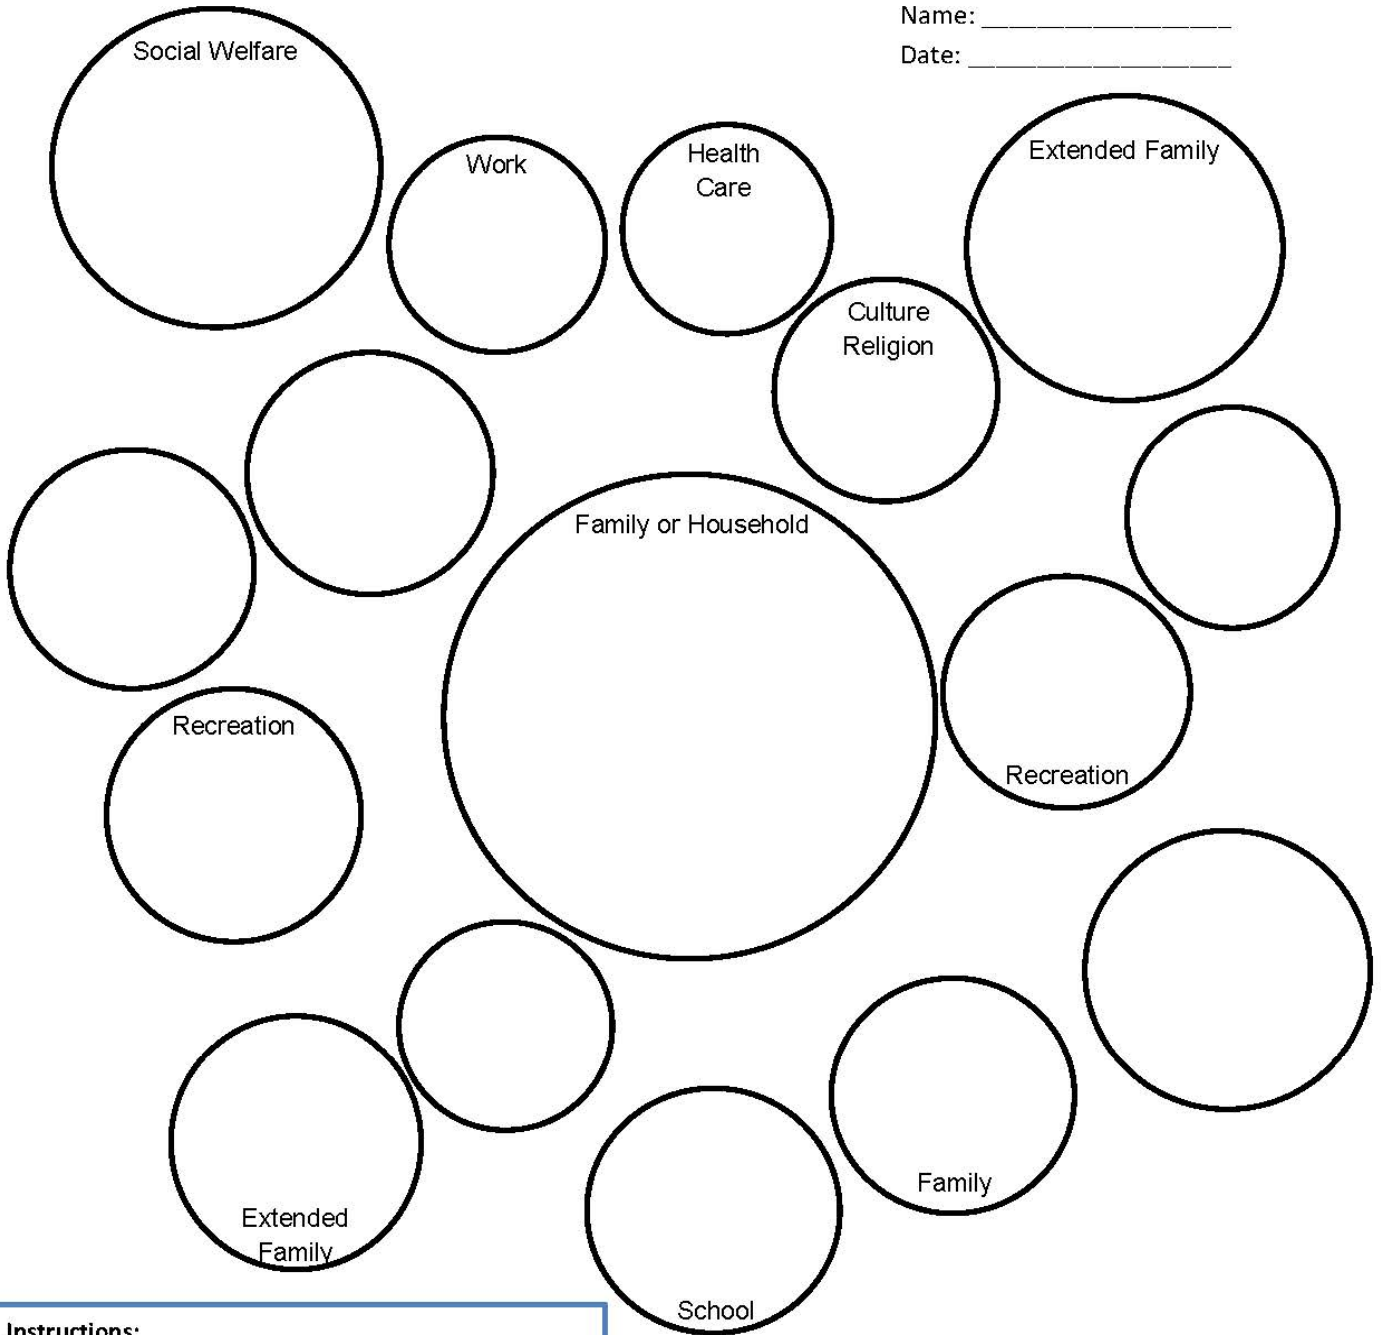 Name: ___________________
Date: ____________________
Social Welfare
Work
Health
Care
Extended Family
Culture
Religion
Family or Household
Recreation
Recreation
Family
Extended
Family
School
Instructions: